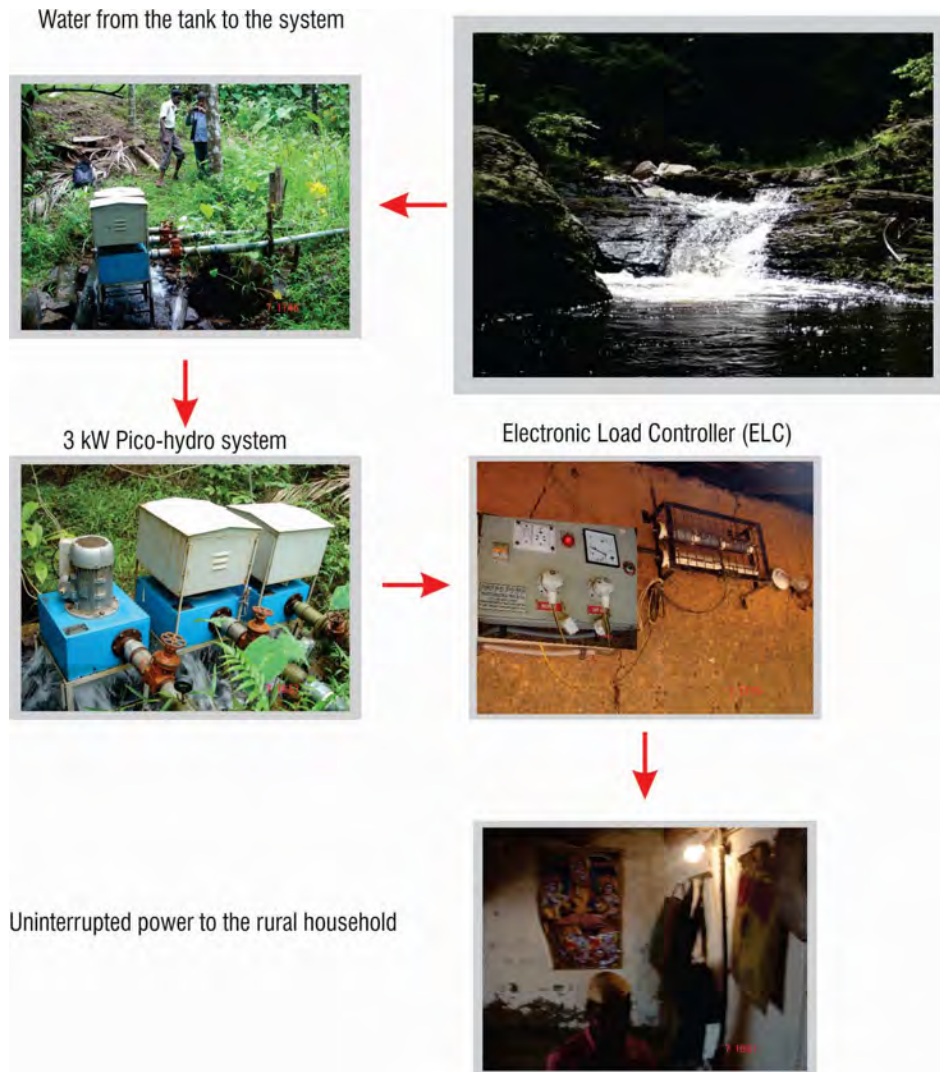 Water from the tank to the system
3 kW Pico-hydro system
Electronic Load Controller (ELC)
Uninterrupted power to the rural household